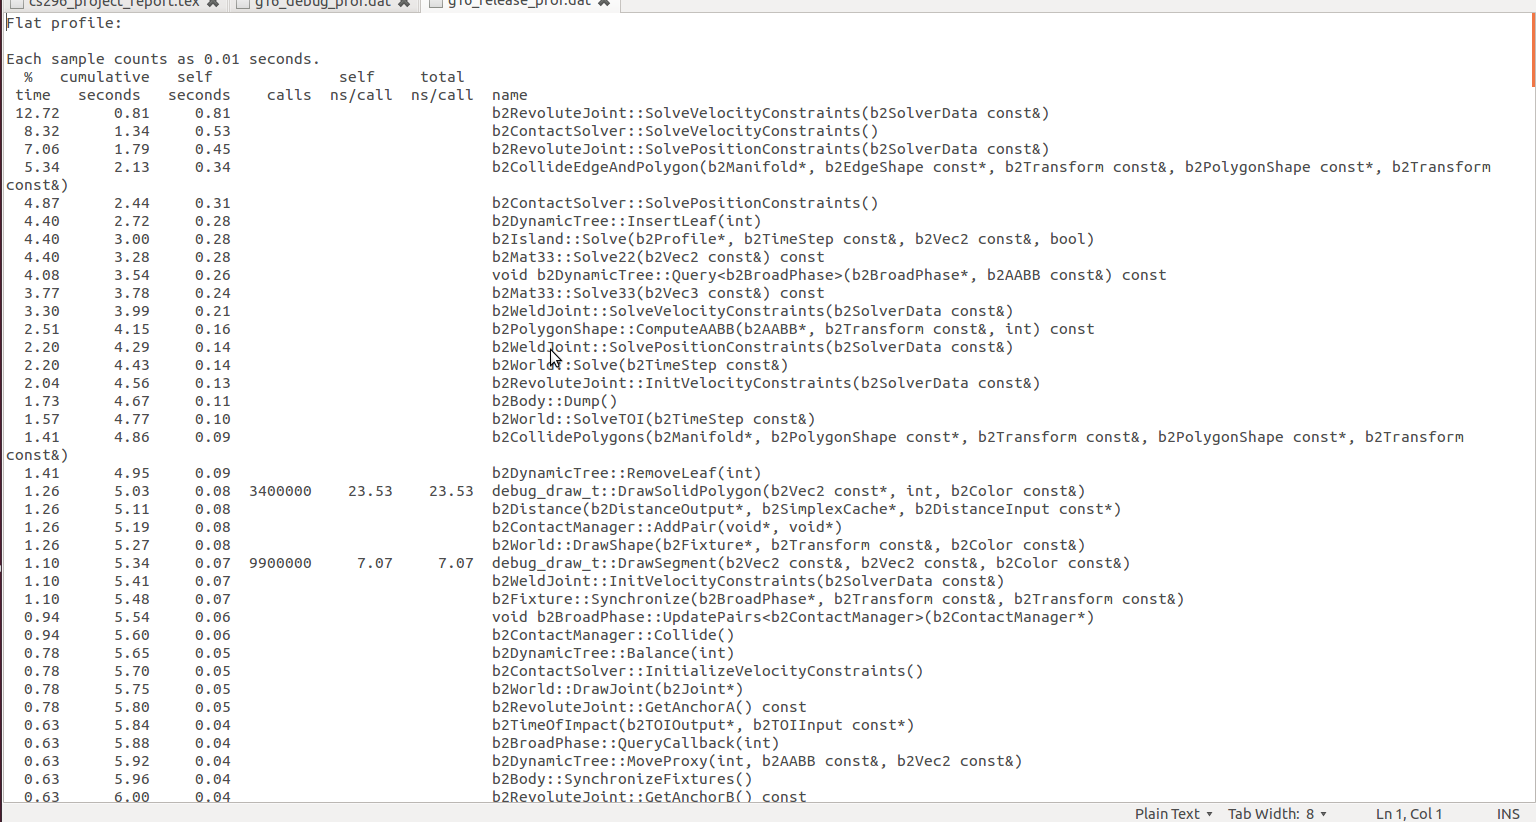 cs296_project_report.tex g16_debug_prof.dat g16_release_prof.dat
Flat profile:
Each sample counts as 0.01 seconds.
% cumulative self self total
time seconds seconds calls ns/call ns/call name
12.72 0.81 0.81 b2RevoluteJoint::SolveVelocityConstraints(b2SolverData const&)
8.32 1.34 0.53 b2ContactSolver::SolveVelocityConstraints()
7.06 1.79 0.45 b2RevoluteJoint::SolvePositionConstraints(b2SolverData const&)
5.34 2.13 0.34 b2CollideEdgeAndPolygon(b2Manifold*, b2EdgeShape const*, b2Transform const&, b2PolygonShape const*, b2Transform
const&)
4.87 2.44 0.31 b2ContactSolver::SolvePositionConstraints()
4.40 2.72 0.28 b2DynamicTree::InsertLeaf(int)
4.40 3.00 0.28 b2Island::Solve(b2Profile*, b2TimeStep const&, b2Vec2 const&, bool)
4.40 3.28 0.28 b2Mat33::Solve22(b2Vec2 const&) const
4.08 3.54 0.26 void b2DynamicTree::Query<b2BroadPhase>(b2BroadPhase*, b2AABB const&) const
3.77 3.78 0.24 b2Mat33::Solve33(b2Vec3 const&) const
3.30 3.99 0.21 b2WeldJoint::SolveVelocityConstraints(b2SolverData const&)
2.51 4.15 0.16 b2PolygonShape::ComputeAABB(b2AABB*, b2Transform const&, int) const
2.20 4.29 0.14 b2WeldJoint::SolvePositionConstraints(b2SolverData const&)
2.20 4.43 0.14 b2World::Solve(b2TimeStep const&)
2.04 4.56 0.13 b2RevoluteJoint::InitVelocityConstraints(b2SolverData const&)
1.73 4.67 0.11 b2Body::Dump()
1.57 4.77 0.10 b2World::SolveTOI(b2TimeStep const&)
1.41 4.86 0.09 b2CollidePolygons(b2Manifold*, b2PolygonShape const*, b2Transform const&, b2PolygonShape const*, b2Transform
const&)
1.41 4.95 0.09 b2DynamicTree::RemoveLeaf(int)
1.26 5.03 0.08 3400000 23.53 23.53 debug_draw_t::DrawSolidPolygon(b2Vec2 const*, int, b2Color const&)
1.26 5.11 0.08 b2Distance(b2DistanceOutput*, b2SimplexCache*, b2DistanceInput const*)
1.26 5.19 0.08 b2ContactManager::AddPair(void*, void*)
1.26 5.27 0.08 b2World::DrawShape(b2Fixture*, b2Transform const&, b2Color const&)
1.10 5.34 0.07 9900000 7.07 7.07 debug_draw_t::DrawSegment(b2Vec2 const&, b2Vec2 const&, b2Color const&)
1.10 5.41 0.07 b2WeldJoint::InitVelocityConstraints(b2SolverData const&)
1.10 5.48 0.07 b2Fixture::Synchronize(b2BroadPhase*, b2Transform const&, b2Transform const&)
0.94 5.54 0.06 void b2BroadPhase::UpdatePairs<b2ContactManager>(b2ContactManager*)
0.94 5.60 0.06 b2ContactManager::Collide()
0.78 5.65 0.05 b2DynamicTree::Balance(int)
0.78 5.70 0.05 b2ContactSolver::InitializeVelocityConstraints()
0.78 5.75 0.05 b2World::DrawJoint(b2Joint*)
0.78 5.80 0.05 b2RevoluteJoint::GetAnchorA() const
0.63 5.84 0.04 b2TimeOfImpact(b2TOIOutput*, b2TOIInput const*)
0.63 5.88 0.04 b2BroadPhase::QueryCallback(int)
0.63 5.92 0.04 b2DynamicTree::MoveProxy(int, b2AABB const&, b2Vec2 const&)
0.63 5.96 0.04 b2Body::SynchronizeFixtures()
0.63 6.00 0.04 b2RevoluteJoint::GetAnchorB() const
Plain Text Tab Width: 8 Ln 1, Col 1 INS